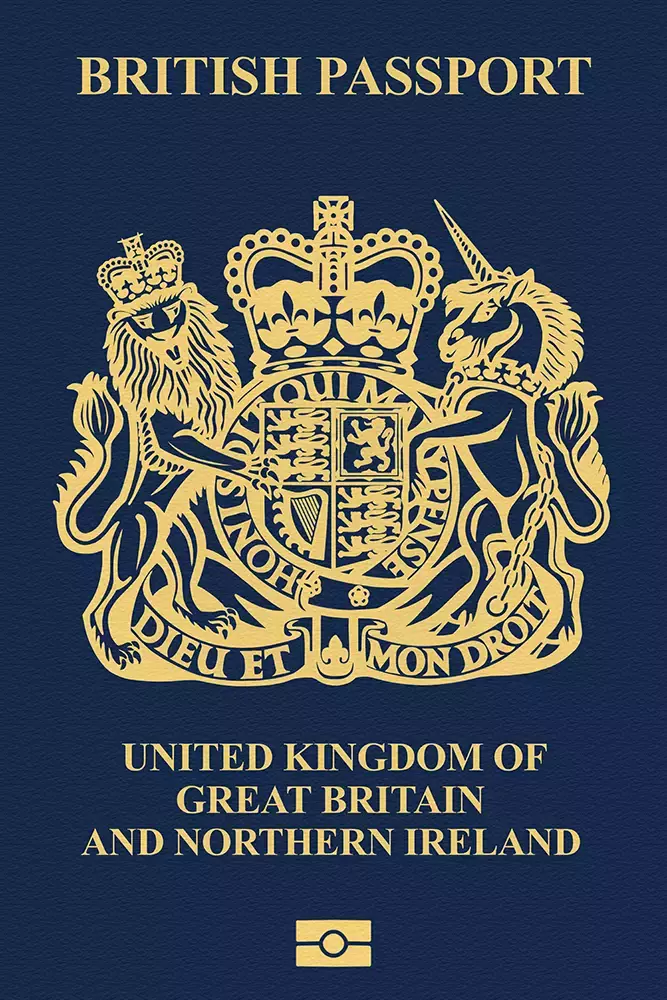 BRITISH PASSPORT
HONI SOIT QUI MAL Y PENSE
DIEU ET MON DROIT
UNITED KINGDOM OF
GREAT BRITAIN
AND NORTHERN IRELAND